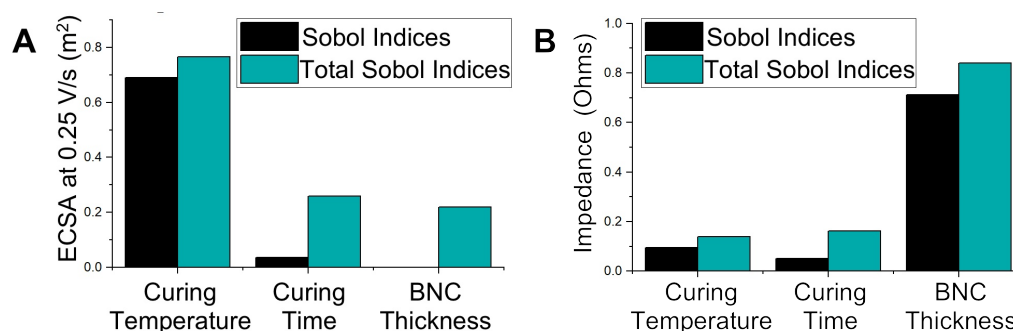 A
ECSA at 0.25 V/s (m²)
0.8
0.6
0.4
0.2
0.0
Sobol Indices
Total Sobol Indices
Curing
Temperature
Curing
Time
BNC
Thickness
B
Impedance (Ohms)
1.0
0.8
0.6
0.4
0.2
0.0
Sobol Indices
Total Sobol Indices
Curing
Temperature
Curing
Time
BNC
Thickness